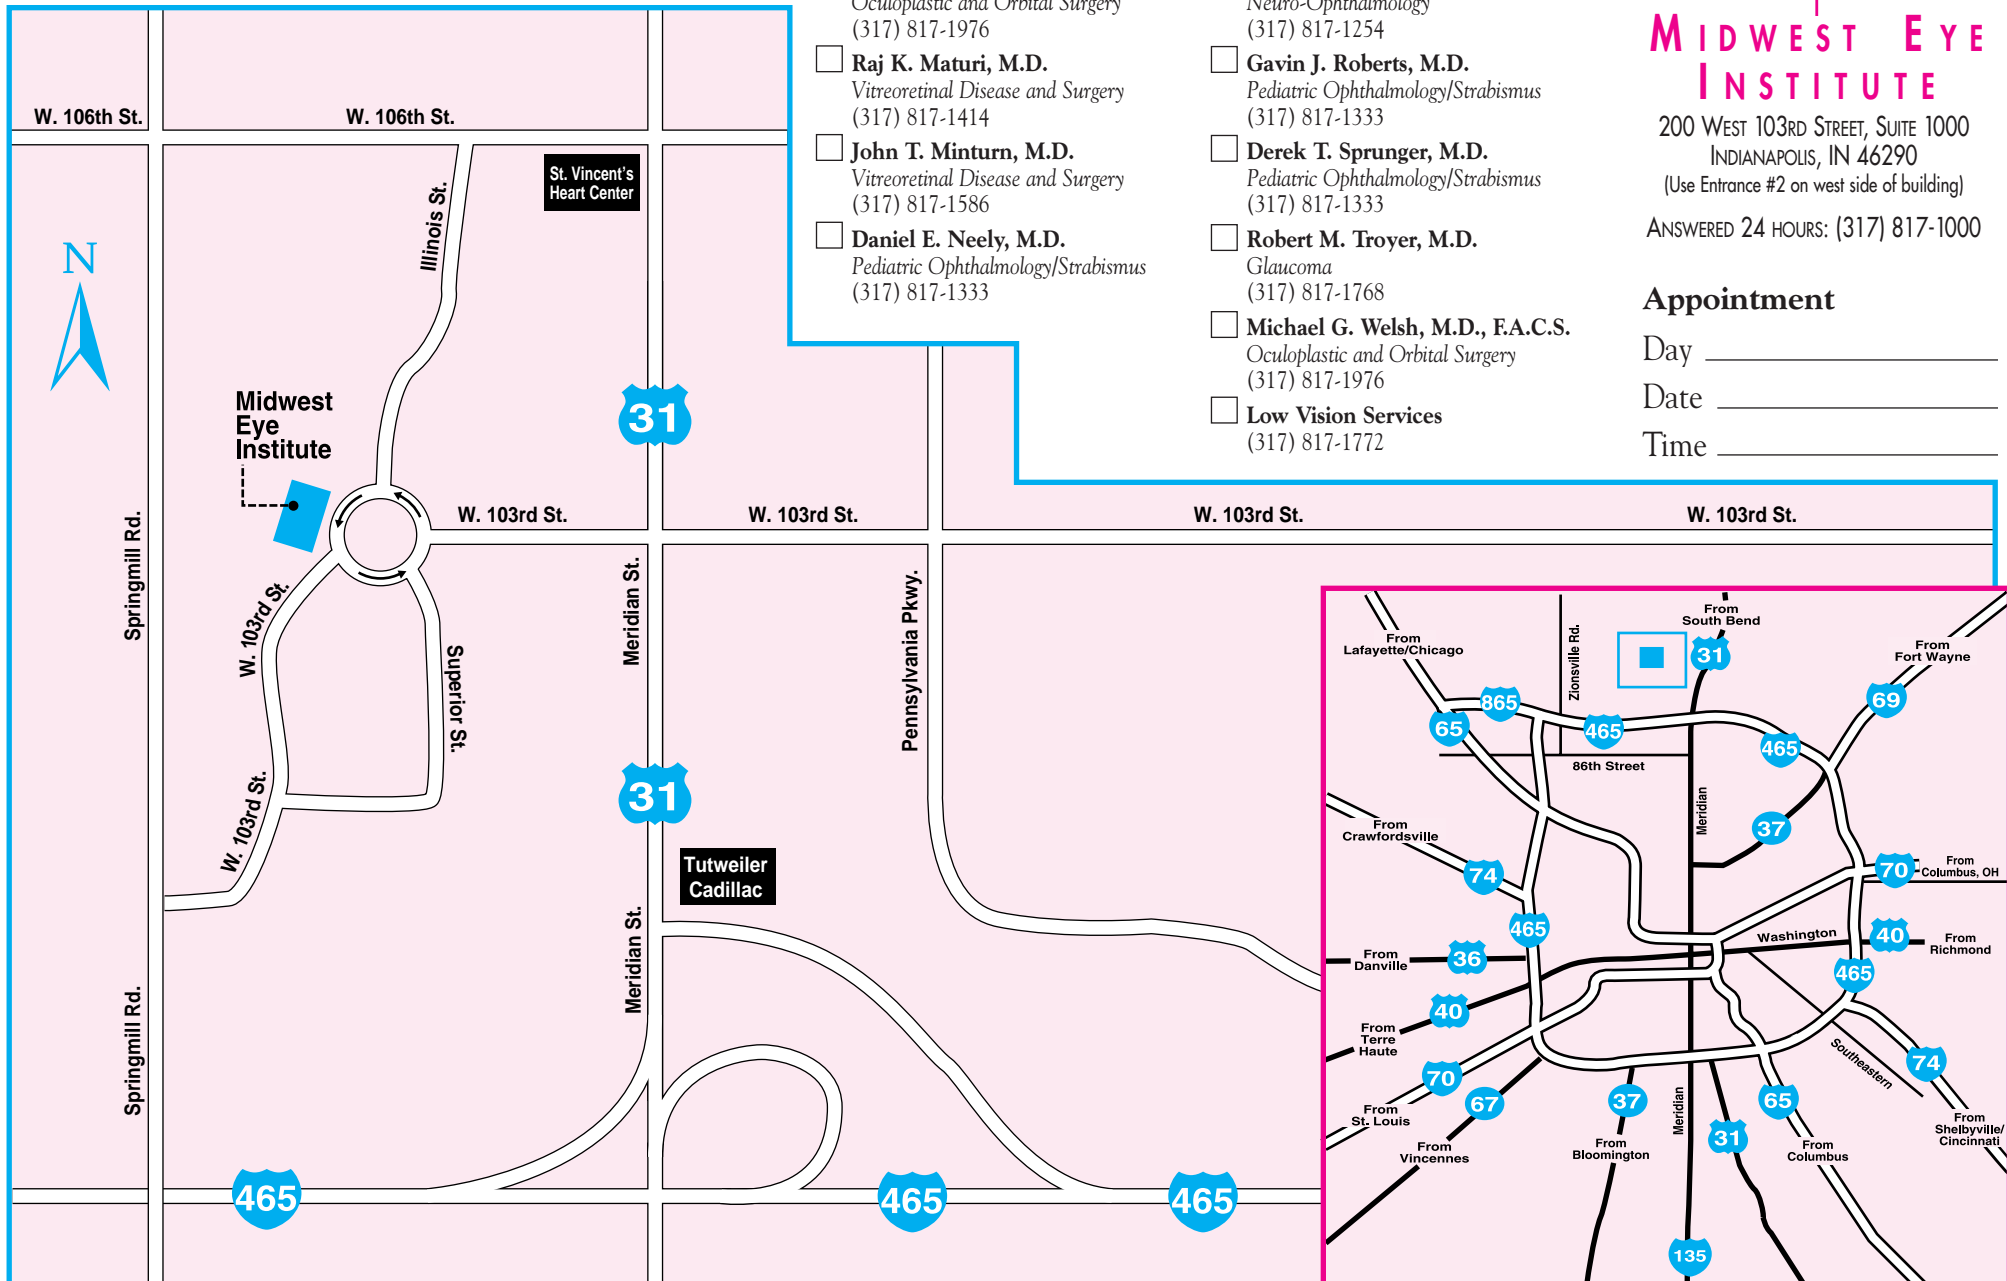 Oculoplastic and Orbital Surgery
(317) 817-1976
Raj K. Maturi, M.D.
Vitreoretinal Disease and Surgery
(317) 817-1414
John T. Minturn, M.D.
Vitreoretinal Disease and Surgery
(317) 817-1586
Daniel E. Neely, M.D.
Pediatric Ophthalmology/Strabismus
(317) 817-1333
Neuro-Ophthalmology
(317) 817-1254
Gavin J. Roberts, M.D.
Pediatric Ophthalmology/Strabismus
(317) 817-1333
Derek T. Sprunger, M.D.
Pediatric Ophthalmology/Strabismus
(317) 817-1333
Robert M. Troyer, M.D.
Glaucoma
(317) 817-1768
Michael G. Welsh, M.D., F.A.C.S.
Oculoplastic and Orbital Surgery
(317) 817-1976
Low Vision Services
(317) 817-1772
MIDWEST EYE
INSTITUTE
200 WEST 103RD STREET, SUITE 1000
INDIANAPOLIS, IN 46290
(Use Entrance #2 on west side of building)
ANSWERED 24 HOURS: (317) 817-1000
Appointment
Day
Date
Time
W. 106th St.
W. 106th St.
St. Vincent's
Heart Center
Illinois St.
N
Midwest
Eye
Institute
31
W. 103rd St.
W. 103rd St.
W. 103rd St.
W. 103rd St.
Springmill Rd.
W. 103rd St.
Superior St.
Meridian St.
Pennsylvania Pkwy.
31
W. 103rd St.
Tutweiler
Cadillac
Meridian St.
Springmill Rd.
465
465
465
From
South Bend
From
Lafayette/Chicago
Zionsville Rd.
31
From
Fort Wayne
865
69
65
465
465
86th Street
Meridian
From
Crawfordsville
37
74
70
From
Columbus, OH
465
Washington
40
From
Richmond
From
Danville
36
465
40
From
Terre
Haute
Southeastern
74
70
67
37
65
From
St. Louis
Meridian
31
From
Shelbyville/
Cincinnati
From
Vincennes
From
Bloomington
From
Columbus
135